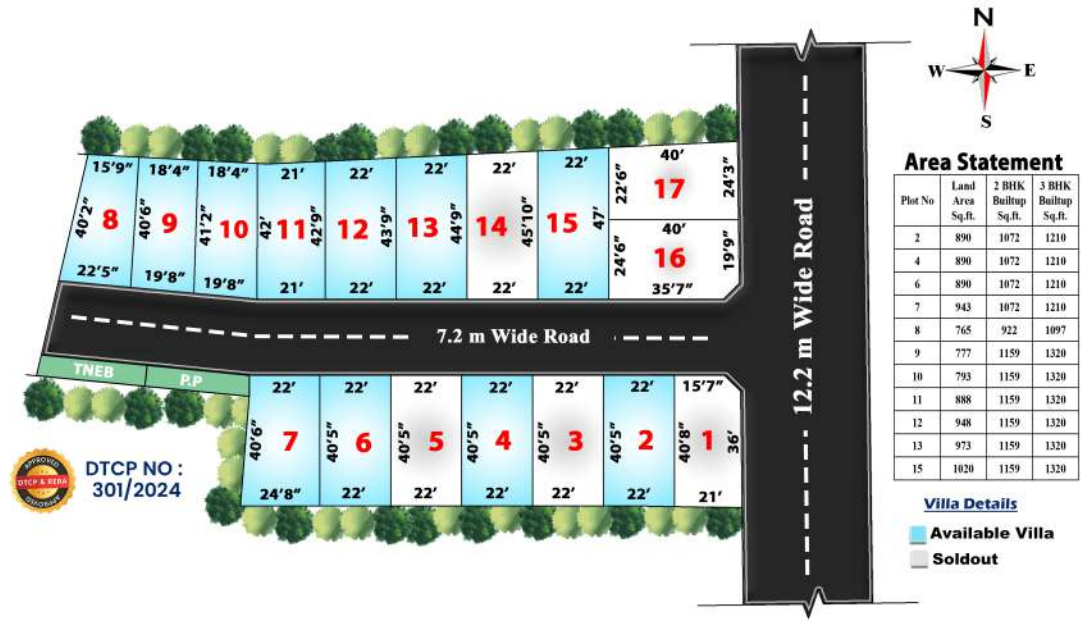 N
W E
S
15'9" 18'4" 18'4" 21' 22' 22' 22' 22' 40'
40'2" 8 40'6" 9 41'2" 10 42' 11 42'9" 12 43'9" 13 44'9" 14 45'10" 15 47' 22'6" 17 24'3"
40'
24'6" 16 19'9"
22'5" 19'8" 19'8" 21' 22' 22' 22' 22' 35'7"
7.2 m Wide Road
12.2 m Wide Road
TNEB P.P
22' 22' 22' 22' 22' 22' 15'7"
40'6" 7 40'5" 6 40'5" 5 40'5" 4 40'5" 3 40'5" 2 40'8" 1 36'
24'8" 22' 22' 22' 22' 22' 21'
APPROVED
DTCP & RERA
APPROVED
DTCP NO :
301/2024
Area Statement
Plot No Land Area Sq.ft. 2 BHK Builtup Sq.ft. 3 BHK Builtup Sq.ft.
2 890 1072 1210
4 890 1072 1210
6 890 1072 1210
7 943 1072 1210
8 765 922 1097
9 777 1159 1320
10 793 1159 1320
11 888 1159 1320
12 948 1159 1320
13 973 1159 1320
15 1020 1159 1320
Villa Details
Available Villa
Soldout